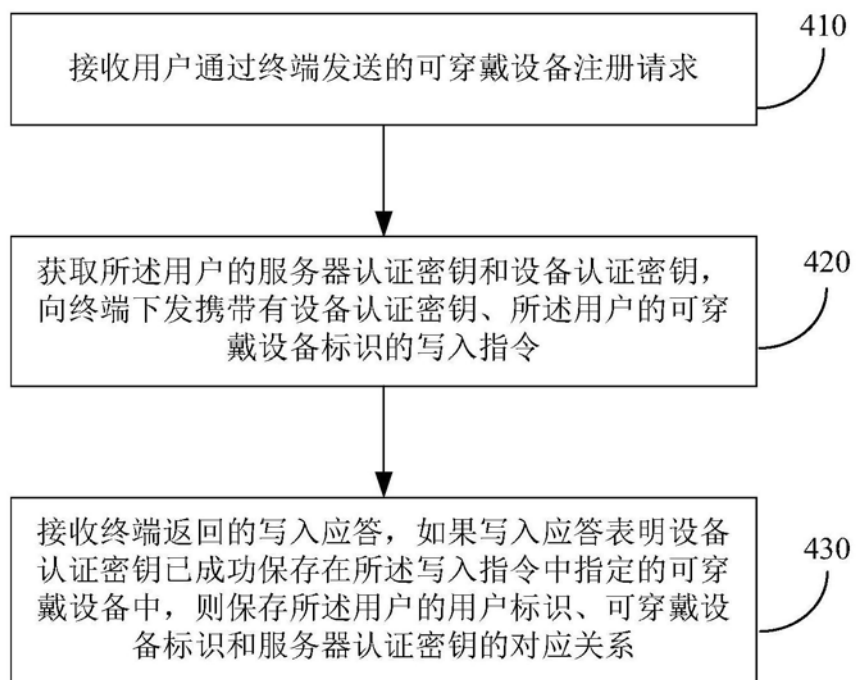 410
接收用户通过终端发送的可穿戴设备注册请求
420
获取所述用户的服务器认证密钥和设备认证密钥，
向终端下发携带有设备认证密钥、所述用户的可穿
戴设备标识的写入指令
430
接收终端返回的写入应答，如果写入应答表明设备
认证密钥已成功保存在所述写入指令中指定的可穿
戴设备中，则保存所述用户的用户标识、可穿戴设
备标识和服务器认证密钥的对应关系